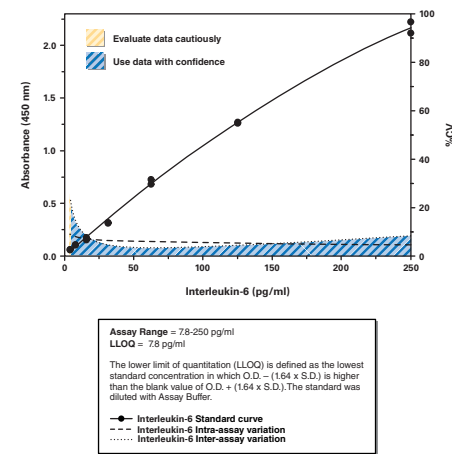 Evaluate data cautiously
Use data with confidence
2.0
1.5
1.0
0.5
0.0
Absorbance (450 nm)
100
80
60
40
20
0
%CV
0
50
100
150
200
250
Interleukin-6 (pg/ml)
Assay Range = 7.8-250 pg/ml
LLOQ = 7.8 pg/ml
The lower limit of quantitation (LLOQ) is defined as the lowest
standard concentration in which O.D. – (1.64 x S.D.) is higher
than the blank value of O.D. + (1.64 x S.D.).The standard was
diluted with Assay Buffer.
Interleukin-6 Standard curve
Interleukin-6 Intra-assay variation
Interleukin-6 Inter-assay variation